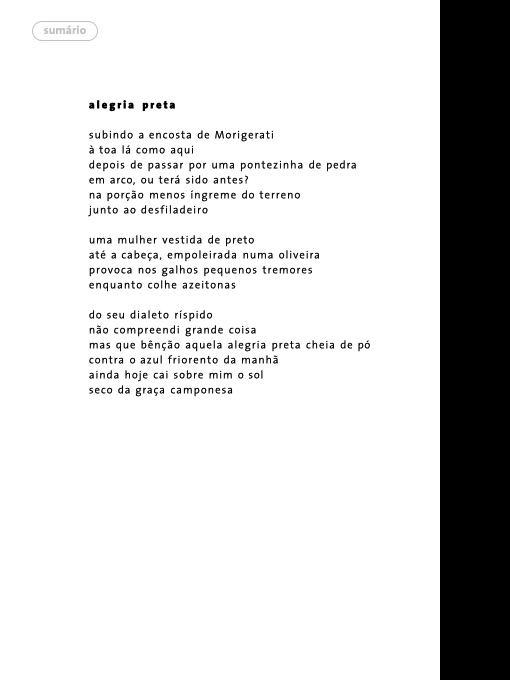 sumário
alegria preta
subindo a encosta de Morigerati
à toa lá como aqui
depois de passar por uma pontezinha de pedra
em arco, ou terá sido antes?
na porção menos íngreme do terreno
junto ao desfiladeiro
uma mulher vestida de preto
até a cabeça, empoleirada numa oliveira
provoca nos galhos pequenos tremores
enquanto colhe azeitonas
do seu dialeto ríspido
não compreendi grande coisa
mas que bênção aquela alegria preta cheia de pó
contra o azul friorento da manhã
ainda hoje cai sobre mim o sol
seco da graça camponesa